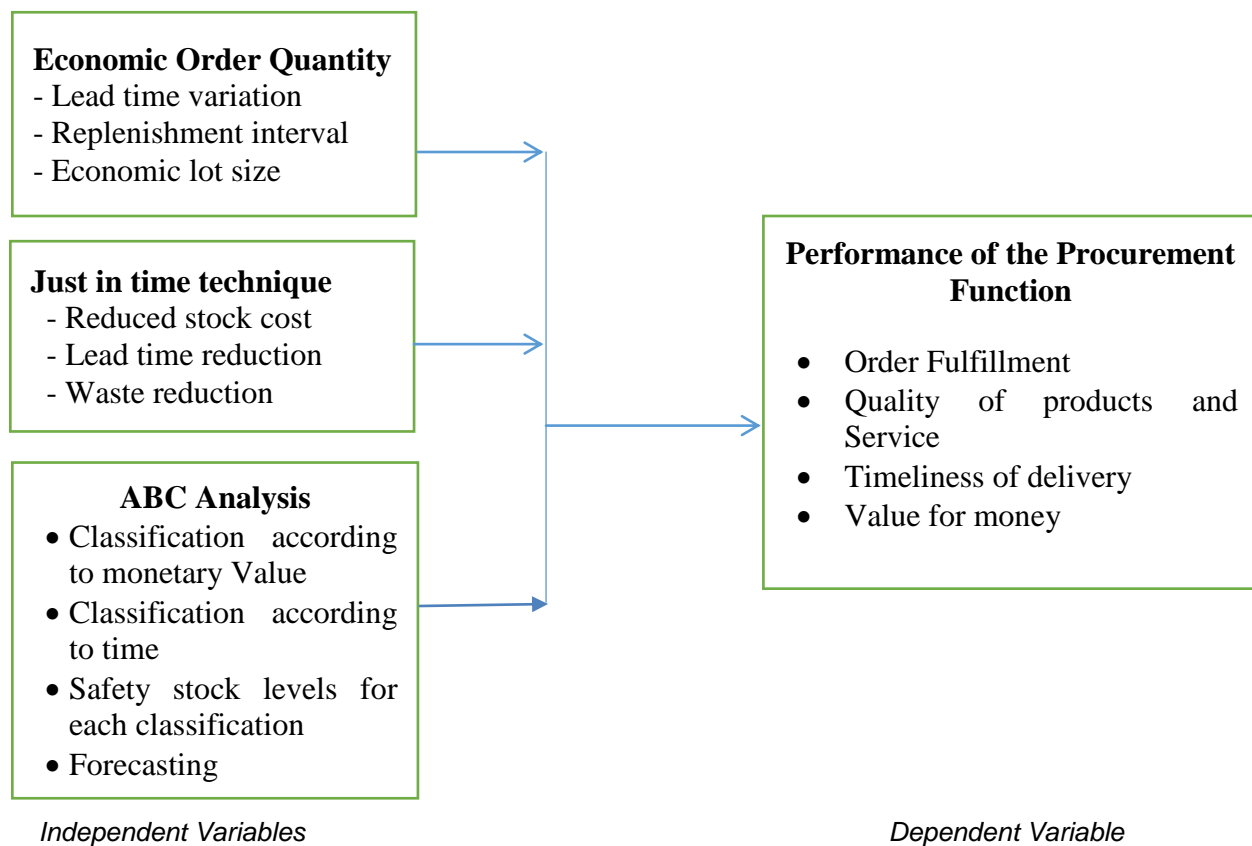 Economic Order Quantity
- Lead time variation
- Replenishment interval
- Economic lot size
Just in time technique
- Reduced stock cost
- Lead time reduction
- Waste reduction
ABC Analysis
• Classification according
to monetary Value
• Classification according
to time
• Safety stock levels for
each classification
• Forecasting
Independent Variables
Performance of the Procurement
Function
• Order Fulfillment
• Quality of products and
Service
• Timeliness of delivery
• Value for money
Dependent Variable